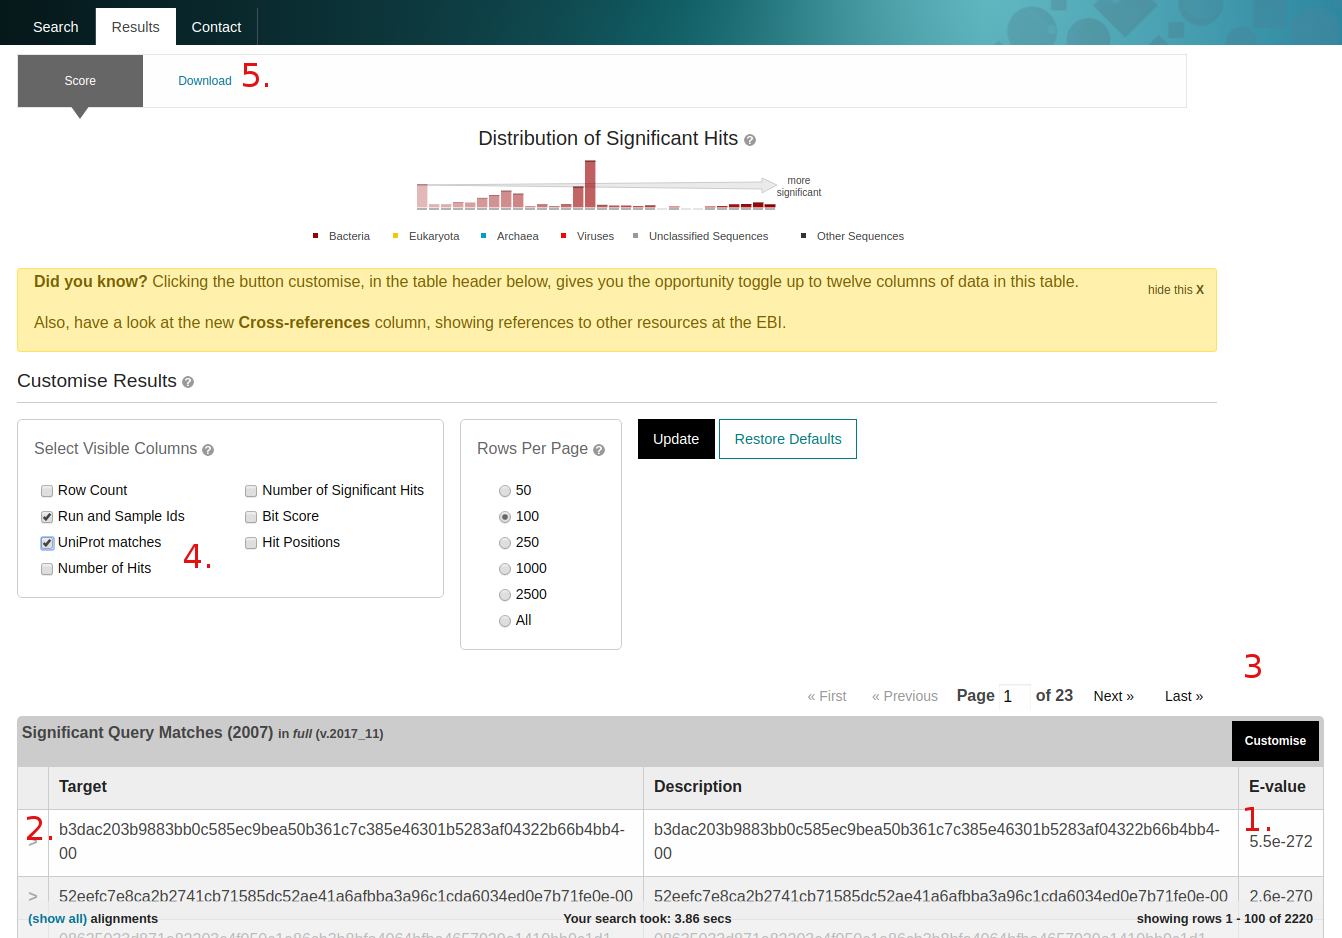 Search Results Contact
Score Download 5.
Distribution of Significant Hits ?
more
significant
Bacteria Eukaryota Archaea Viruses Unclassified Sequences Other Sequences
Did you know? Clicking the button customise, in the table header below, gives you the opportunity toggle up to twelve columns of data in this table.
hide this X
Also, have a look at the new Cross-references column, showing references to other resources at the EBI.
Customise Results ?
Select Visible Columns ?
Row Count
Run and Sample Ids
UniProt matches
Number of Hits
Number of Significant Hits
Bit Score
Hit Positions
4.
Rows Per Page ?
50
100
250
1000
2500
All
Update Restore Defaults
3
« First « Previous Page 1 of 23 Next » Last »
Significant Query Matches (2007) in full (v.2017_11)
Customise
Target Description E-value
2. 1.
> b3dac203b9883bb0c585ec9bea50b361c7c385e46301b5283af04322b66b4bb4-
00
b3dac203b9883bb0c585ec9bea50b361c7c385e46301b5283af04322b66b4bb4-
00
5.5e-272
> 52eefc7e8ca2b2741cb71585dc52ae41a6afbba3a96c1cda6034ed0e7b71fe0e-00 52eefc7e8ca2b2741cb71585dc52ae41a6afbba3a96c1cda6034ed0e7b71fe0e-00 2.6e-270
(show all) alignments Your search took: 3.86 secs showing rows 1 - 100 of 2220